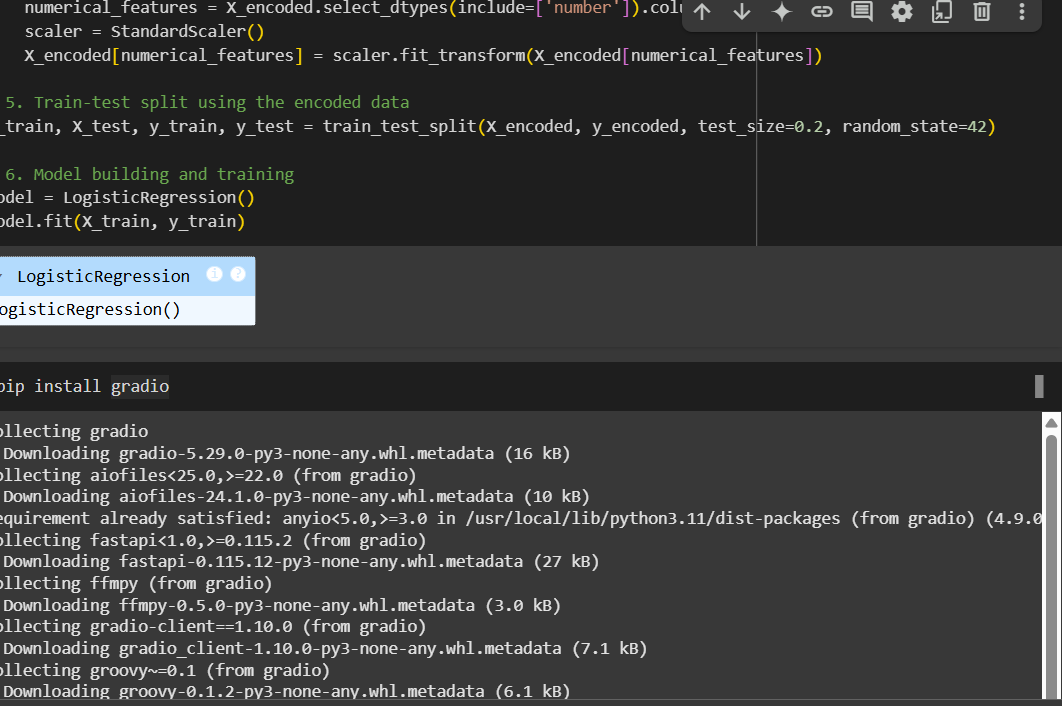 numerical_features = X_encoded.select_dtypes(include=['number']).colu
scaler = StandardScaler()
X_encoded[numerical_features] = scaler.fit_transform(X_encoded[numerical_features])
5. Train-test split using the encoded data
_train, X_test, y_train, y_test = train_test_split(X_encoded, y_encoded, test_size=0.2, random_state=42)
6. Model building and training
odel = LogisticRegression()
odel.fit(X_train, y_train)
LogisticRegression i ?
ogisticRegression()
pip install gradio
ollecting gradio
Downloading gradio-5.29.0-py3-none-any.whl.metadata (16 kB)
ollecting aiofiles<25.0,>=22.0 (from gradio)
Downloading aiofiles-24.1.0-py3-none-any.whl.metadata (10 kB)
equirement already satisfied: anyio<5.0,>=3.0 in /usr/local/lib/python3.11/dist-packages (from gradio) (4.9.0
ollecting fastapi<1.0,>=0.115.2 (from gradio)
Downloading fastapi-0.115.12-py3-none-any.whl.metadata (27 kB)
ollecting ffmpy (from gradio)
Downloading ffmpy-0.5.0-py3-none-any.whl.metadata (3.0 kB)
ollecting gradio-client==1.10.0 (from gradio)
Downloading gradio_client-1.10.0-py3-none-any.whl.metadata (7.1 kB)
ollecting groovy~=0.1 (from gradio)
Downloading groovy-0.1.2-py3-none-any.whl.metadata (6.1 kB)